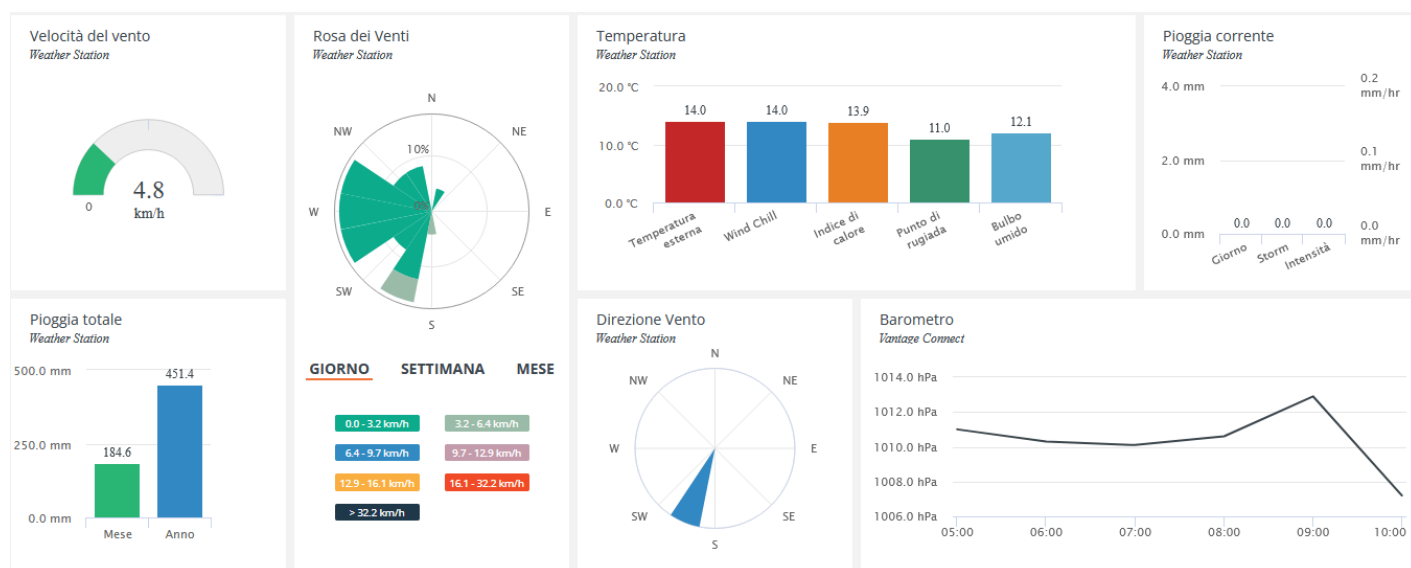 Velocità del vento
Weather Station
0
4.8
km/h
Rosa dei Venti
Weather Station
N
NW
NE
10%
0%
W
E
SW
SE
S
GIORNO SETTIMANA MESE
0.0 - 3.2 km/h
3.2 - 6.4 km/h
6.4 - 9.7 km/h
9.7 - 12.9 km/h
12.9 - 16.1 km/h
16.1 - 32.2 km/h
> 32.2 km/h
Temperatura
Weather Station
20.0 °C
10.0 °C
0.0 °C
14.0
14.0
13.9
11.0
12.1
Temperatura
esterna
Wind Chill
Indice di
calore
Punto di
rugiada
Bulbo
umido
Pioggia corrente
Weather Station
4.0 mm
2.0 mm
0.0 mm
0.2
mm/hr
0.1
mm/hr
0.0
mm/hr
0.0
0.0
0.0
Giorno
Storm
Intensità
Pioggia totale
Weather Station
500.0 mm
250.0 mm
0.0 mm
184.6
451.4
Mese
Anno
Direzione Vento
Weather Station
N
NW
NE
W
E
SW
SE
S
Barometro
Vantage Connect
1014.0 hPa
1012.0 hPa
1010.0 hPa
1008.0 hPa
1006.0 hPa
05:00
06:00
07:00
08:00
09:00
10:00